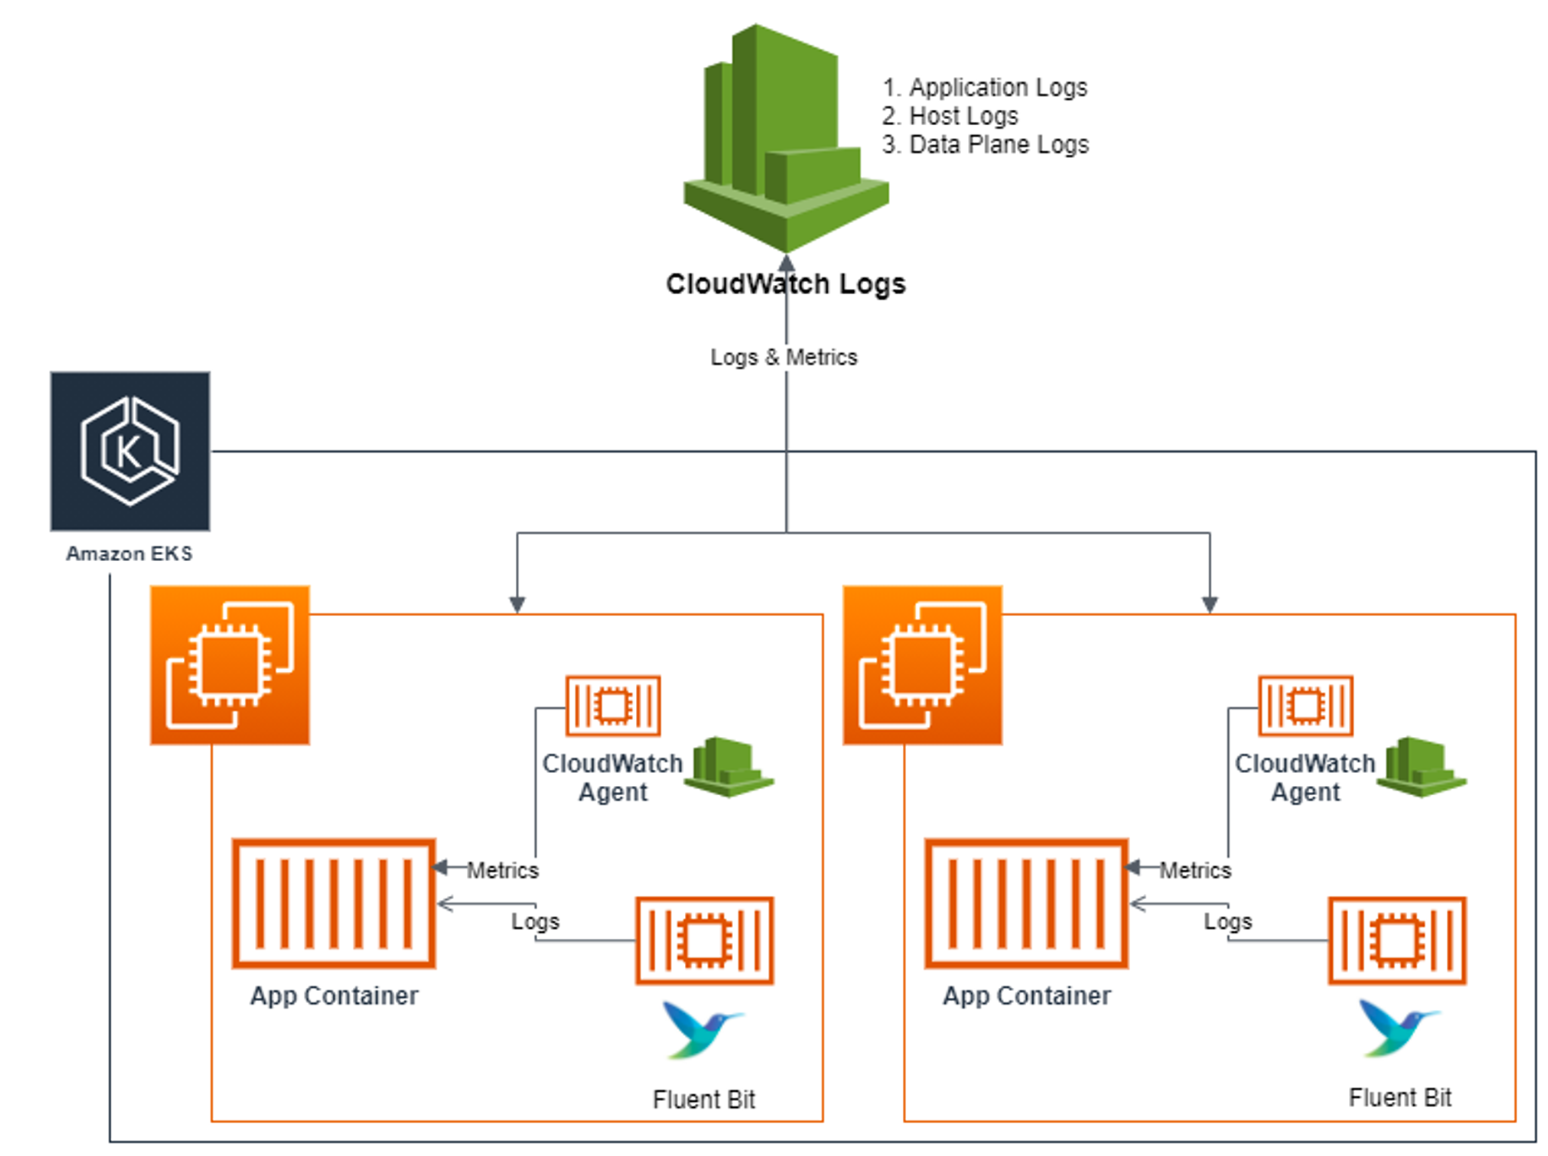 1. Application Logs
2. Host Logs
3. Data Plane Logs
CloudWatch Logs
Logs & Metrics
K
Amazon EKS
CloudWatch
Agent
Metrics
Logs
App Container
Fluent Bit
CloudWatch
Agent
Metrics
Logs
App Container
Fluent Bit